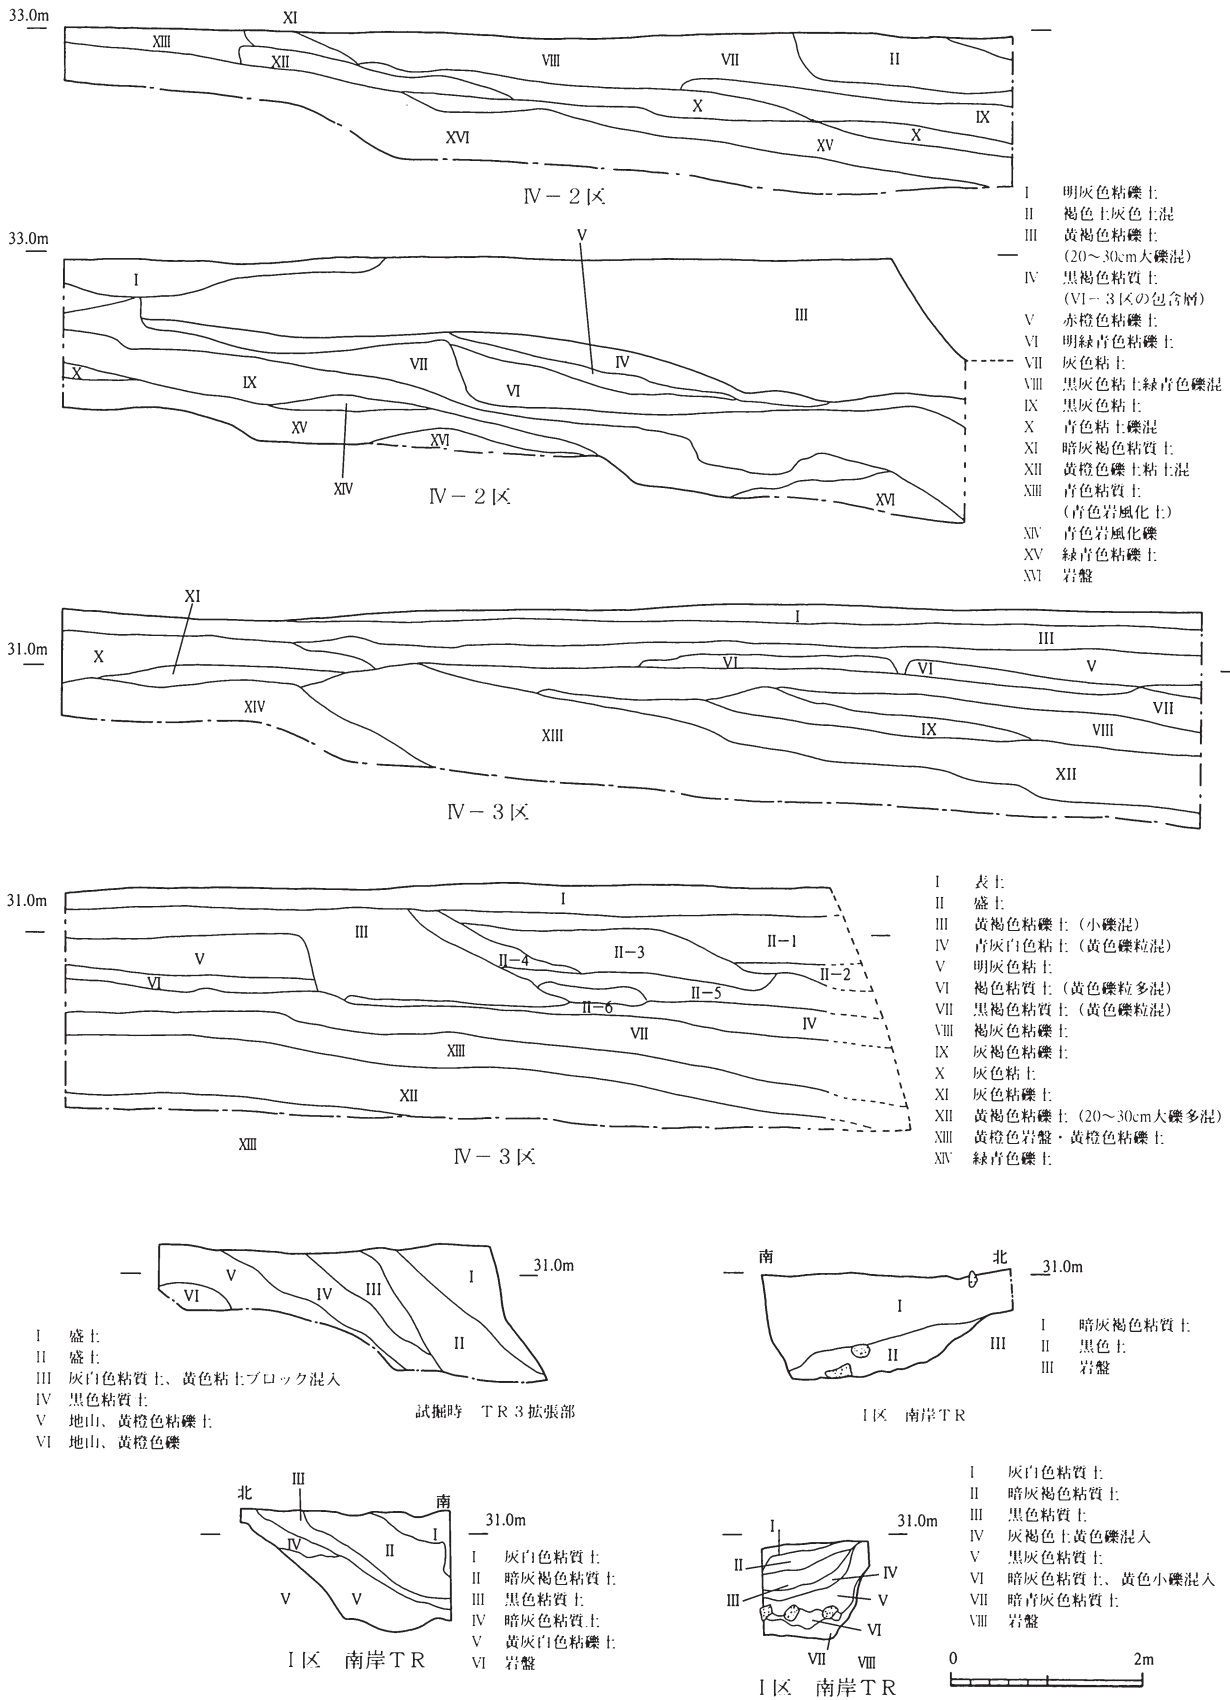 33.0m
XI
XIII
XII
VIII
VII
II
X
IX
X
XVI
XV
Ⅳ－２区
33.0m
V
I
III
IV
VII
X
IX
VI
XV
XVI
XIV
XVI
Ⅳ－２区
I 明灰色粘礫土
II 褐色土灰色土混
III 黄褐色粘礫土
(20～30cm大礫混)
IV 黒褐色粘質土
(VI－３区の包含層)
V 赤橙色粘礫土
VI 明緑青色粘礫土
VII 灰色粘土
VIII 黒灰色粘土緑青色礫混
IX 黒灰色粘土
X 青色粘土礫混
XI 暗灰褐色粘質土
XII 黄橙色礫土粘土混
XIII 青色粘質土
(青色岩風化土)
XIV 青色岩風化礫
XV 緑青色粘礫土
XVI 岩盤
31.0m
XI
I
III
X
VI
VI
V
XIV
VII
XIII
IX
VIII
XII
Ⅳ－３区
31.0m
I
III
II－1
II－3
V
II－4
II－2
VI
II－5
II－6
IV
VII
XIII
XII
XIII
Ⅳ－３区
I 表土
II 盛土
III 黄褐色粘礫土（小礫混）
IV 青灰白色粘土（黄色礫粒混）
V 明灰色粘土
VI 褐色粘質土（黄色礫粒多混）
VII 黒褐色粘質土（黄色礫粒混）
VIII 褐灰色粘礫土
IX 灰褐色粘礫土
X 灰色粘土
XI 灰色粘礫土
XII 黄褐色粘礫土（20～30cm大礫多混）
XIII 黄橙色岩盤・黄橙色粘礫土
XIV 緑青色礫土
31.0m
V
I
VI
IV
III
II
I 盛土
II 盛土
III 灰白色粘質土、黄色粘土ブロック混入
IV 黒色粘質土
V 地山、黄橙色粘礫土
VI 地山、黄橙色礫
試掘時 ＴＲ３拡張部
南
北
31.0m
I
II
III
I 暗灰褐色粘質土
II 黒色土
III 岩盤
Ⅰ区 南岸ＴＲ
III
北
南
31.0m
I
IV
II
V
V
I 灰白色粘質土
II 暗灰褐色粘質土
III 黒色粘質土
IV 暗灰色粘質土
V 黄灰白色粘礫土
VI 岩盤
Ⅰ区 南岸ＴＲ
I
31.0m
II
IV
III
V
VI
VII
VIII
I 灰白色粘質土
II 暗灰褐色粘質土
III 黒色粘質土
IV 灰褐色土黄色礫混入
V 黒灰色粘質土
VI 暗灰色粘質土、黄色小礫混入
VII 暗青灰色粘質土
VIII 岩盤
Ⅰ区 南岸ＴＲ
0
2m